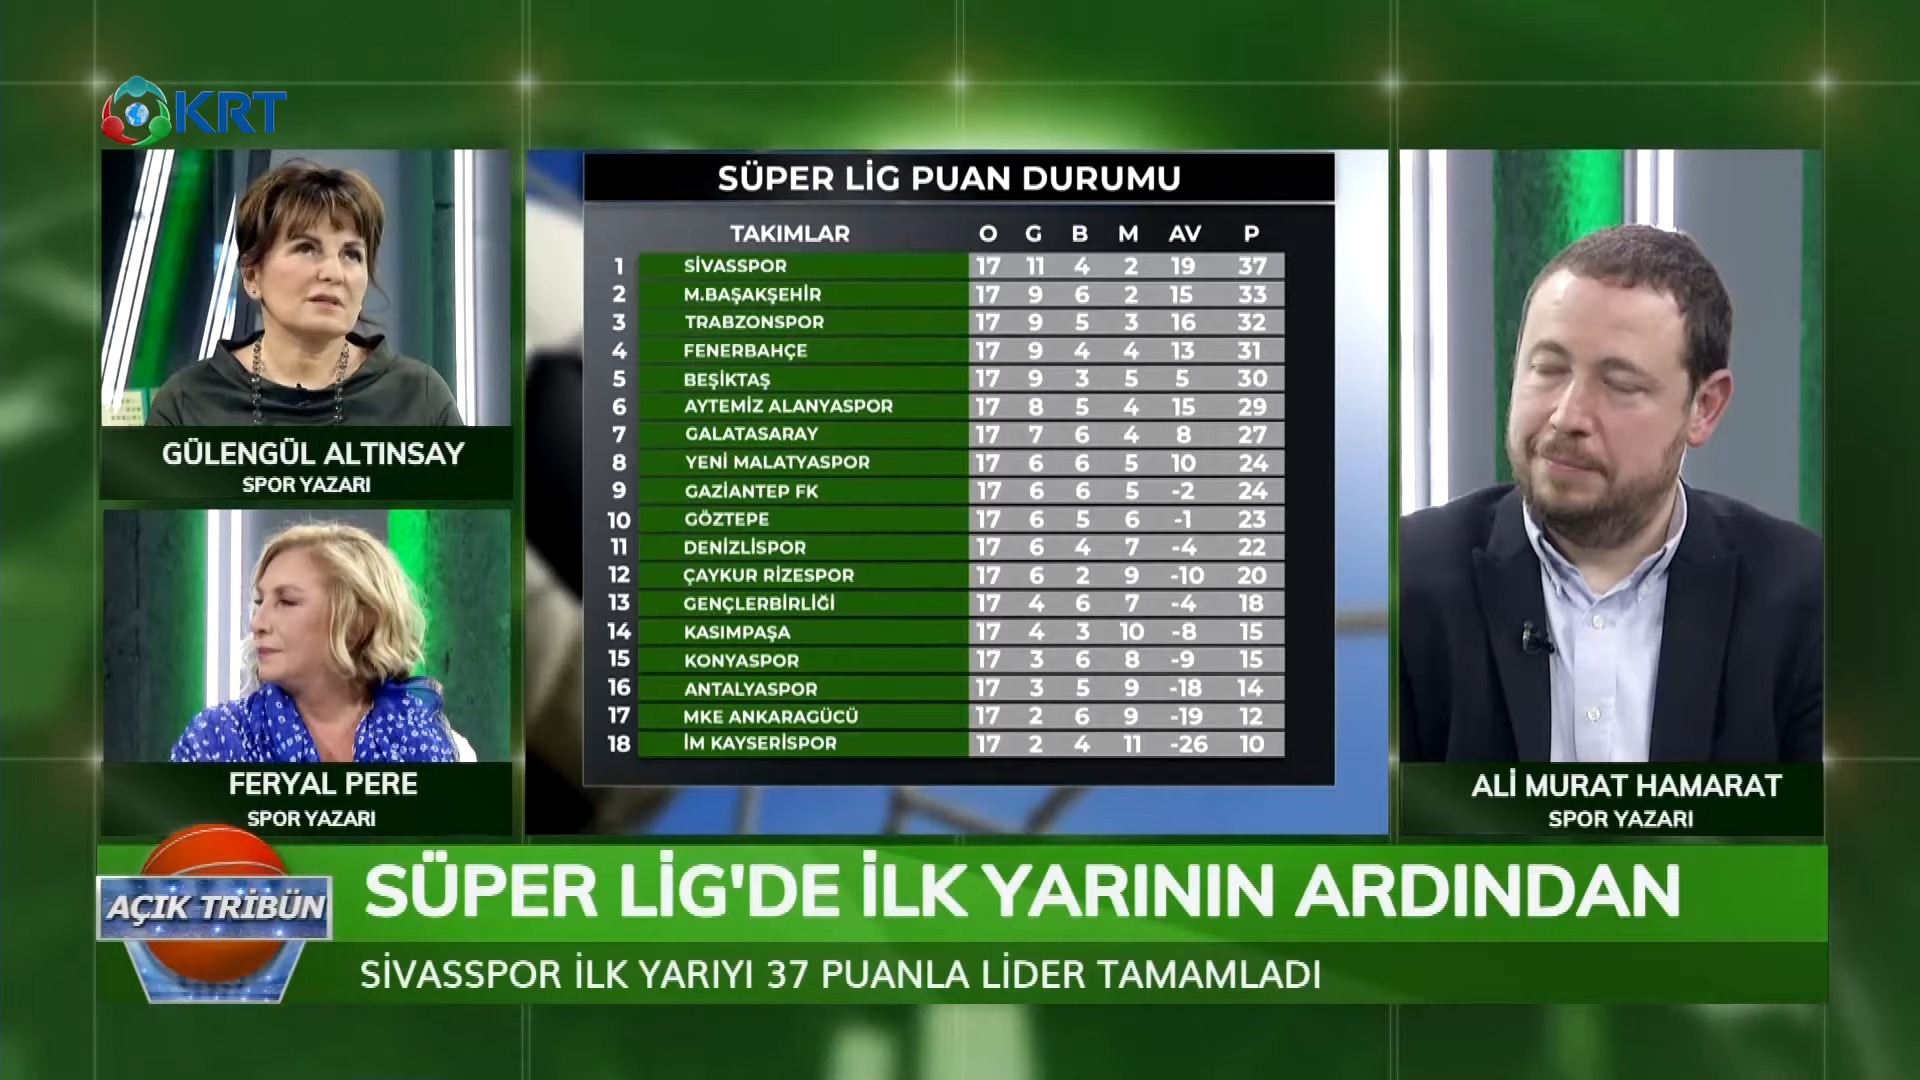 KRT
SÜPER LİG PUAN DURUMU
TAKIMLAR O G B M AV P
1 SİVASSPOR 17 11 4 2 19 37
2 M.BAŞAKŞEHİR 17 9 6 2 15 33
3 TRABZONSPOR 17 9 5 3 16 32
4 FENERBAHÇE 17 9 4 4 13 31
5 BEŞİKTAŞ 17 9 3 5 5 30
6 AYTEMİZ ALANYASPOR 17 8 5 4 15 29
7 GALATASARAY 17 7 6 4 8 27
8 YENİ MALATYASPOR 17 6 6 5 10 24
9 GAZİANTEP FK 17 6 6 5 -2 24
10 GÖZTEPE 17 6 5 6 -1 23
11 DENİZLİSPOR 17 6 4 7 -4 22
12 ÇAYKUR RİZESPOR 17 6 2 9 -10 20
13 GENÇLERBİRLİĞİ 17 4 6 7 -4 18
14 KASIMPAŞA 17 4 3 10 -8 15
15 KONYASPOR 17 3 6 8 -9 15
16 ANTALYASPOR 17 3 5 9 -18 14
17 MKE ANKARAGÜCÜ 17 2 6 9 -19 12
18 İM KAYSERİSPOR 17 2 4 11 -26 10
GÜLENGÜL ALTINSAY
SPOR YAZARI
FERYAL PERE
SPOR YAZARI
ALİ MURAT HAMARAT
SPOR YAZARI
AÇIK TRİBÜN
SÜPER LİG'DE İLK YARININ ARDINDAN
SİVASSPOR İLK YARIYI 37 PUANLA LİDER TAMAMLADI